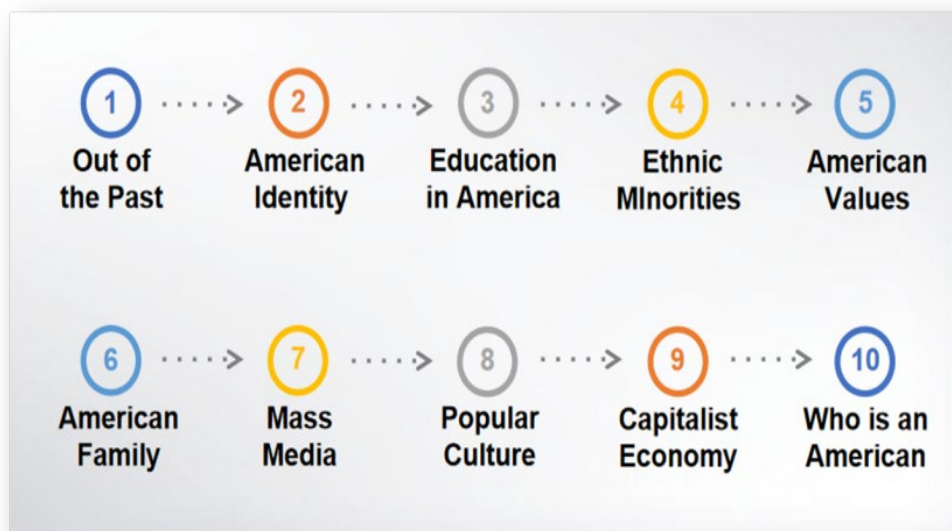 1
2
3
4
5
Out of
the Past
American
Identity
Education
in America
Ethnic
MInorities
American
Values
6
7
8
9
10
American
Family
Mass
Media
Popular
Culture
Capitalist
Economy
Who is an
American